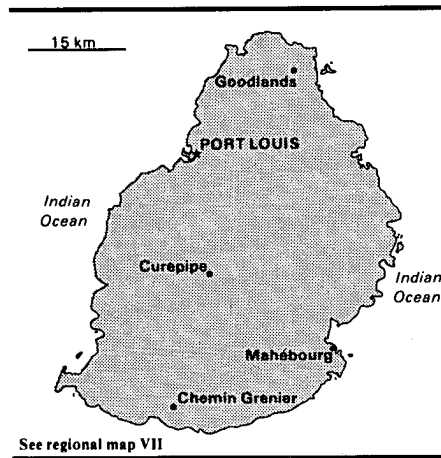 15 km
Goodlands
PORT LOUIS
Indian
Ocean
Curepipe
Indian
Ocean
Mahébourg
Chemin Grenier
See regional map VII